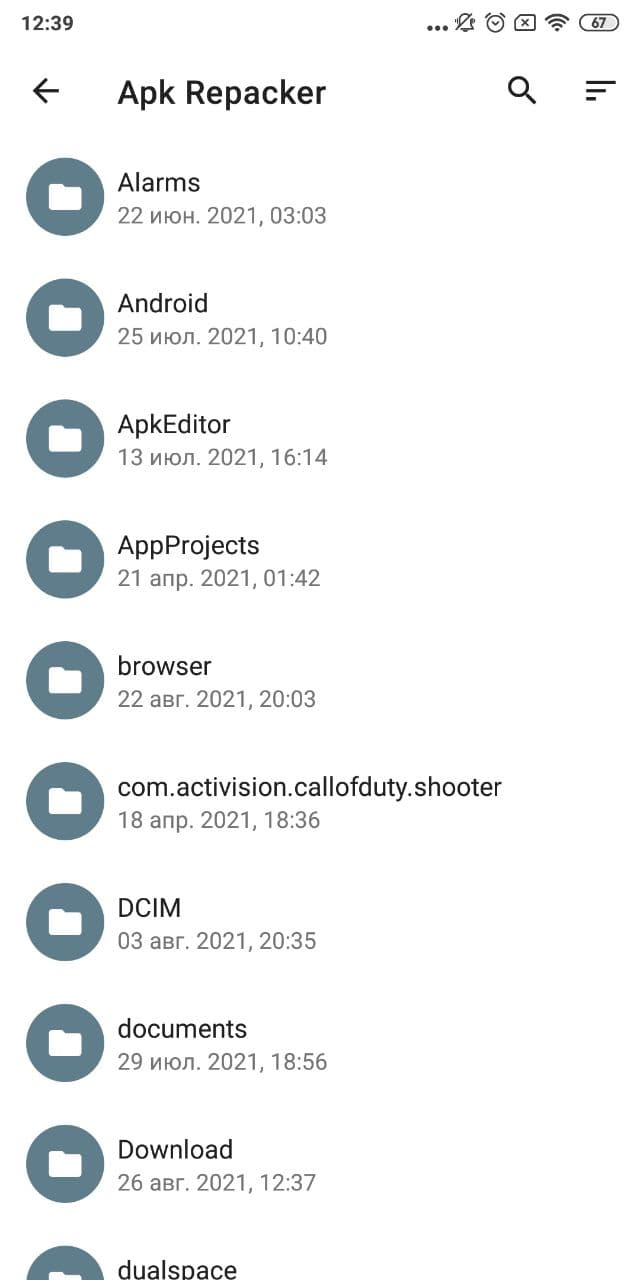 12:39
67
Apk Repacker
Alarms
22 июн. 2021, 03:03
Android
25 июл. 2021, 10:40
ApkEditor
13 июл. 2021, 16:14
AppProjects
21 апр. 2021, 01:42
browser
22 авг. 2021, 20:03
com.activision.callofduty.shooter
18 апр. 2021, 18:36
DCIM
03 авг. 2021, 20:35
documents
29 июл. 2021, 18:56
Download
26 авг. 2021, 12:37
dualspace